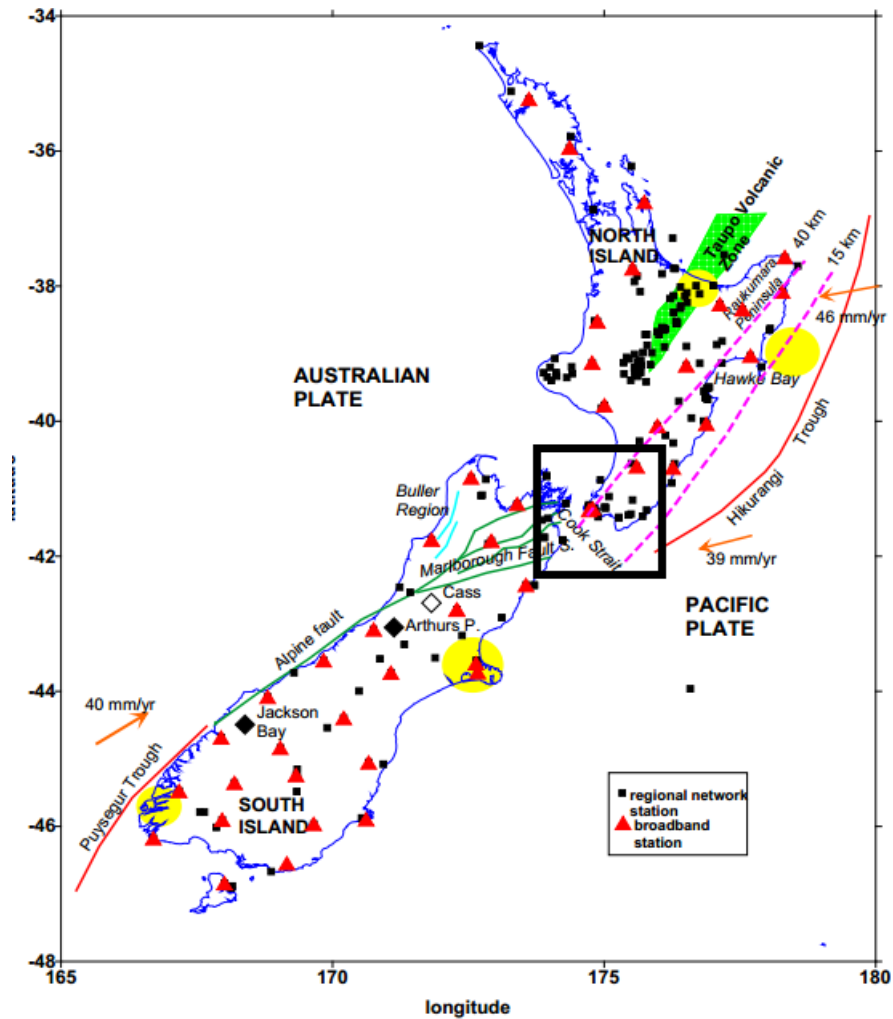 -34
-36
-38
-40
-42
-44
-46
-48
165
170
175
180
longitude
NORTH
ISLAND
Taupo Volcanic
Zone
40 km
15 km
Raukumara
Peninsula
46 mm/yr
Hawke Bay
AUSTRALIAN
PLATE
Hikurangi
Trough
Buller
Region
Cook Strait
Marlborough Fault S.
39 mm/yr
Cass
Arthurs P.
PACIFIC
PLATE
Alpine fault
40 mm/yr
Jackson
Bay
Puysegur Trough
SOUTH
ISLAND
regional network
station
broadband
station